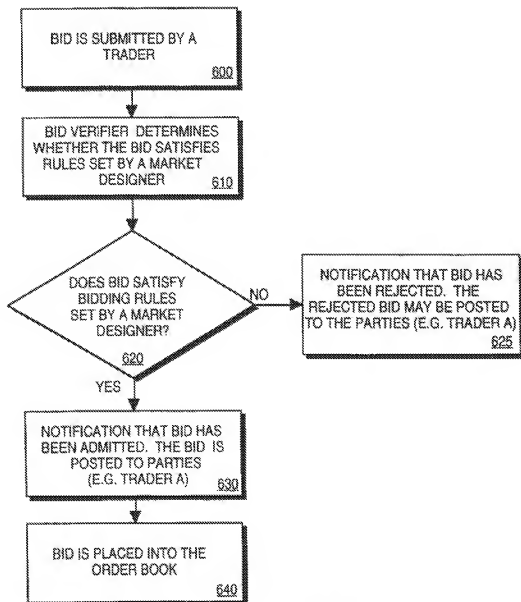 BID IS SUBMITTED BY A
TRADER
600
BID VERIFIER DETERMINES
WHETHER THE BID SATISFIES
RULES SET BY A MARKET
DESIGNER
610
DOES BID SATISFY
BIDDING RULES
SET BY A MARKET
DESIGNER?
620
NO
NOTIFICATION THAT BID HAS
BEEN REJECTED. THE
REJECTED BID MAY BE POSTED
TO THE PARTIES (E.G. TRADER A)
625
YES
NOTIFICATION THAT BID HAS
BEEN ADMITTED. THE BID IS
POSTED TO PARTIES
(E.G. TRADER A)
630
BID IS PLACED INTO THE
ORDER BOOK
640